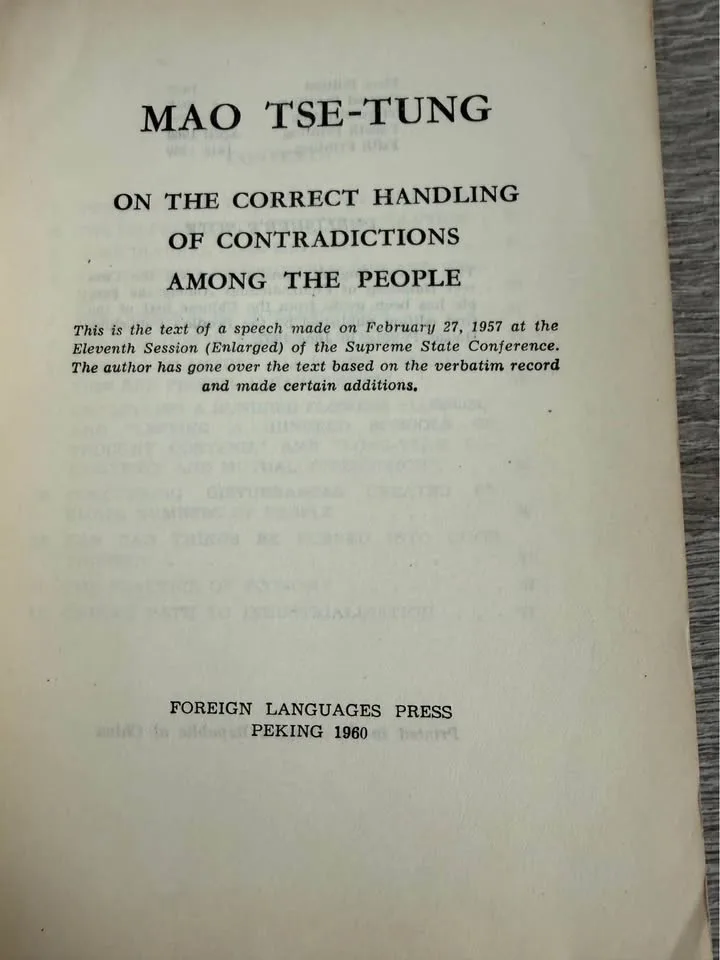 MAO TSE-TUNG
ON THE CORRECT HANDLING
OF CONTRADICTIONS
AMONG THE PEOPLE
This is the text of a speech made on February 27, 1957 at the
Eleventh Session (Enlarged) of the Supreme State Conference.
The author has gone over the text based on the verbatim record
and made certain additions.
FOREIGN LANGUAGES PRESS
PEKING 1960